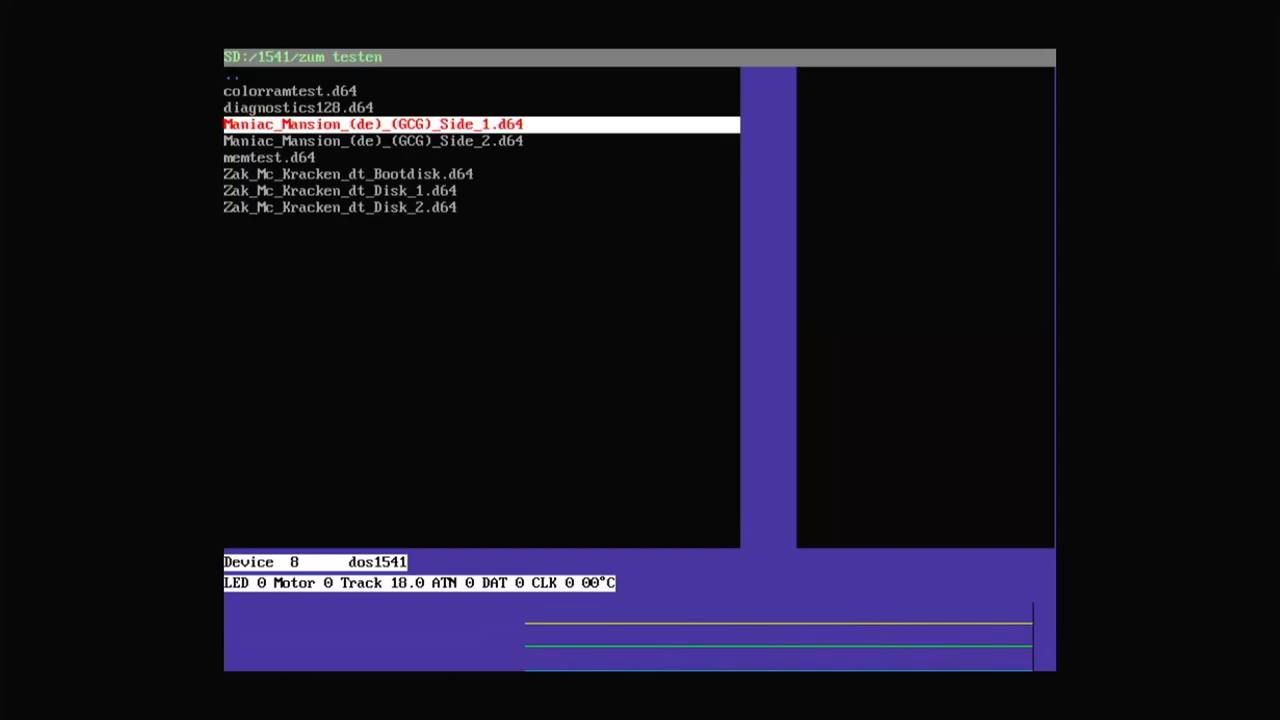 SD:/1541/zum testen
..
colorramtest.d64
diagnostics128.d64
Maniac_Mansion_(de)_(GCG)_Side_1.d64
Maniac_Mansion_(de)_(GCG)_Side_2.d64
memtest.d64
Zak_Mc_Kracken_dt_Bootdisk.d64
Zak_Mc_Kracken_dt_Disk_1.d64
Zak_Mc_Kracken_dt_Disk_2.d64
Device 8 dos1541
LED 0 Motor 0 Track 18.0 ATN 0 DAT 0 CLK 0 00°C